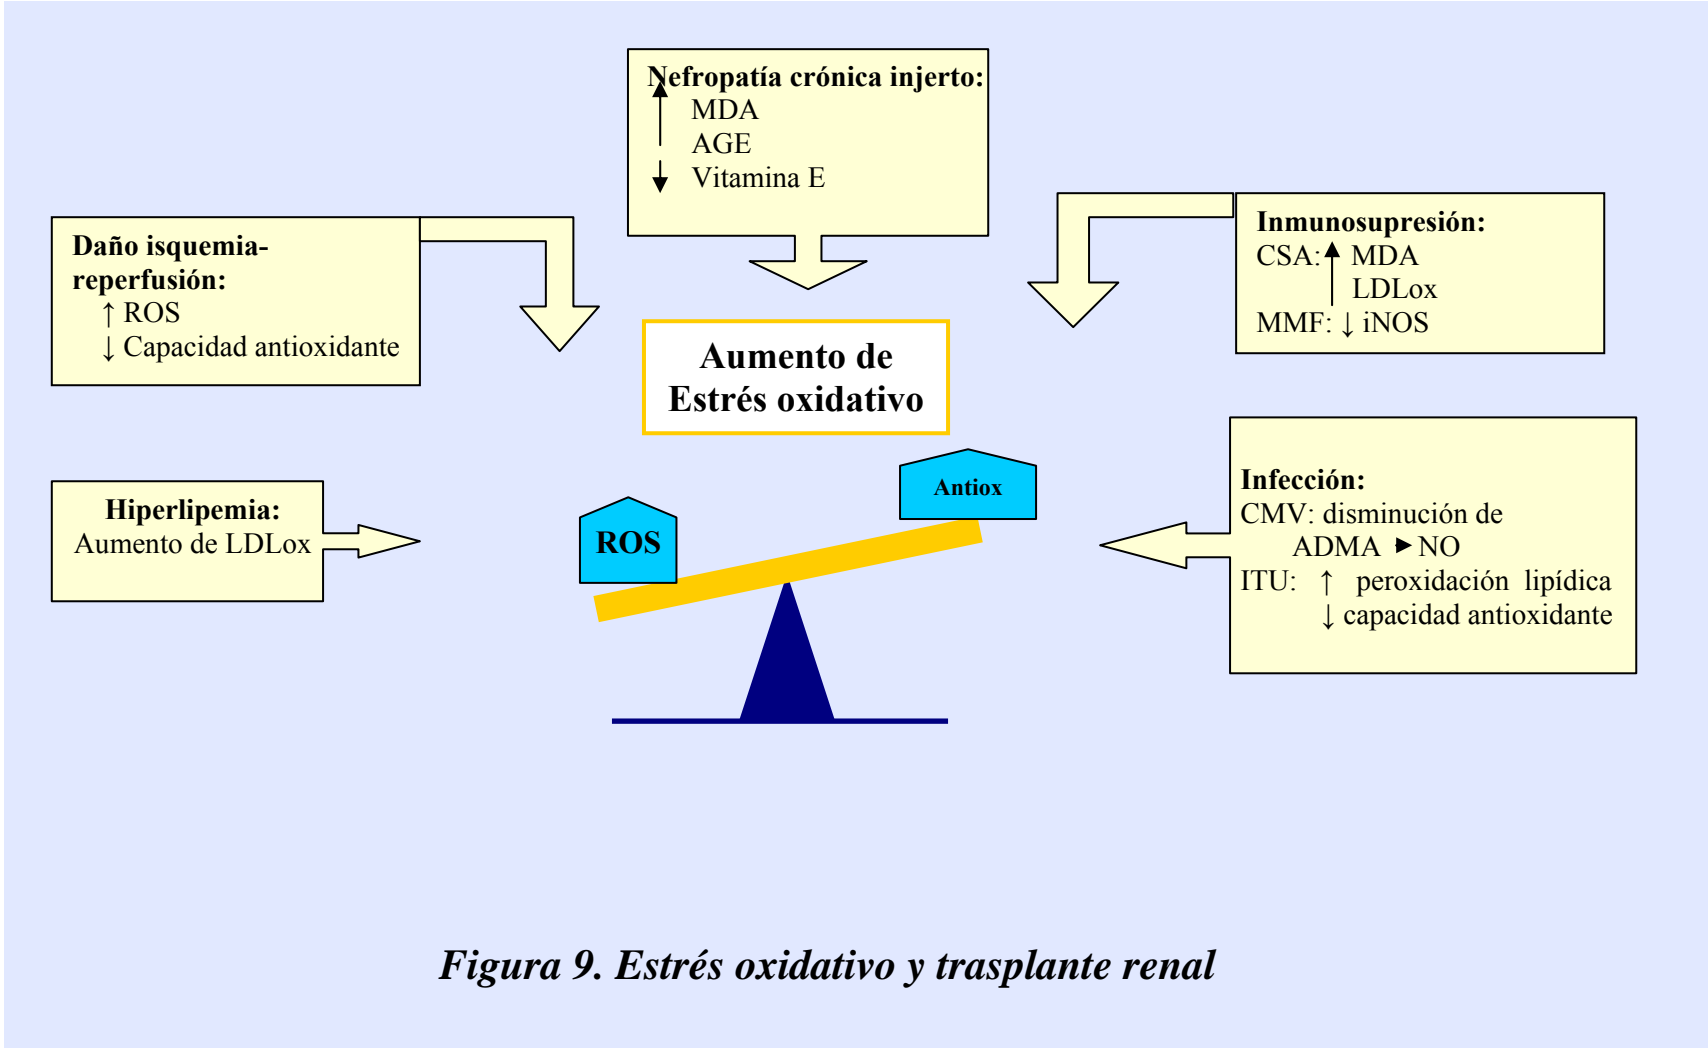 Nefropatía crónica injerto:
MDA
AGE
Vitamina E
Daño isquemia-
reperfusión:
↑ ROS
↓ Capacidad antioxidante
Inmunosupresión:
CSA: MDA
LDLox
MMF: ↓ iNOS
Aumento de
Estrés oxidativo
Hiperlipemia:
Aumento de LDLox
ROS
Antiox
Infección:
CMV: disminución de
ADMA ► NO
ITU: ↑ peroxidación lipídica
↓ capacidad antioxidante
Figura 9. Estrés oxidativo y trasplante renal